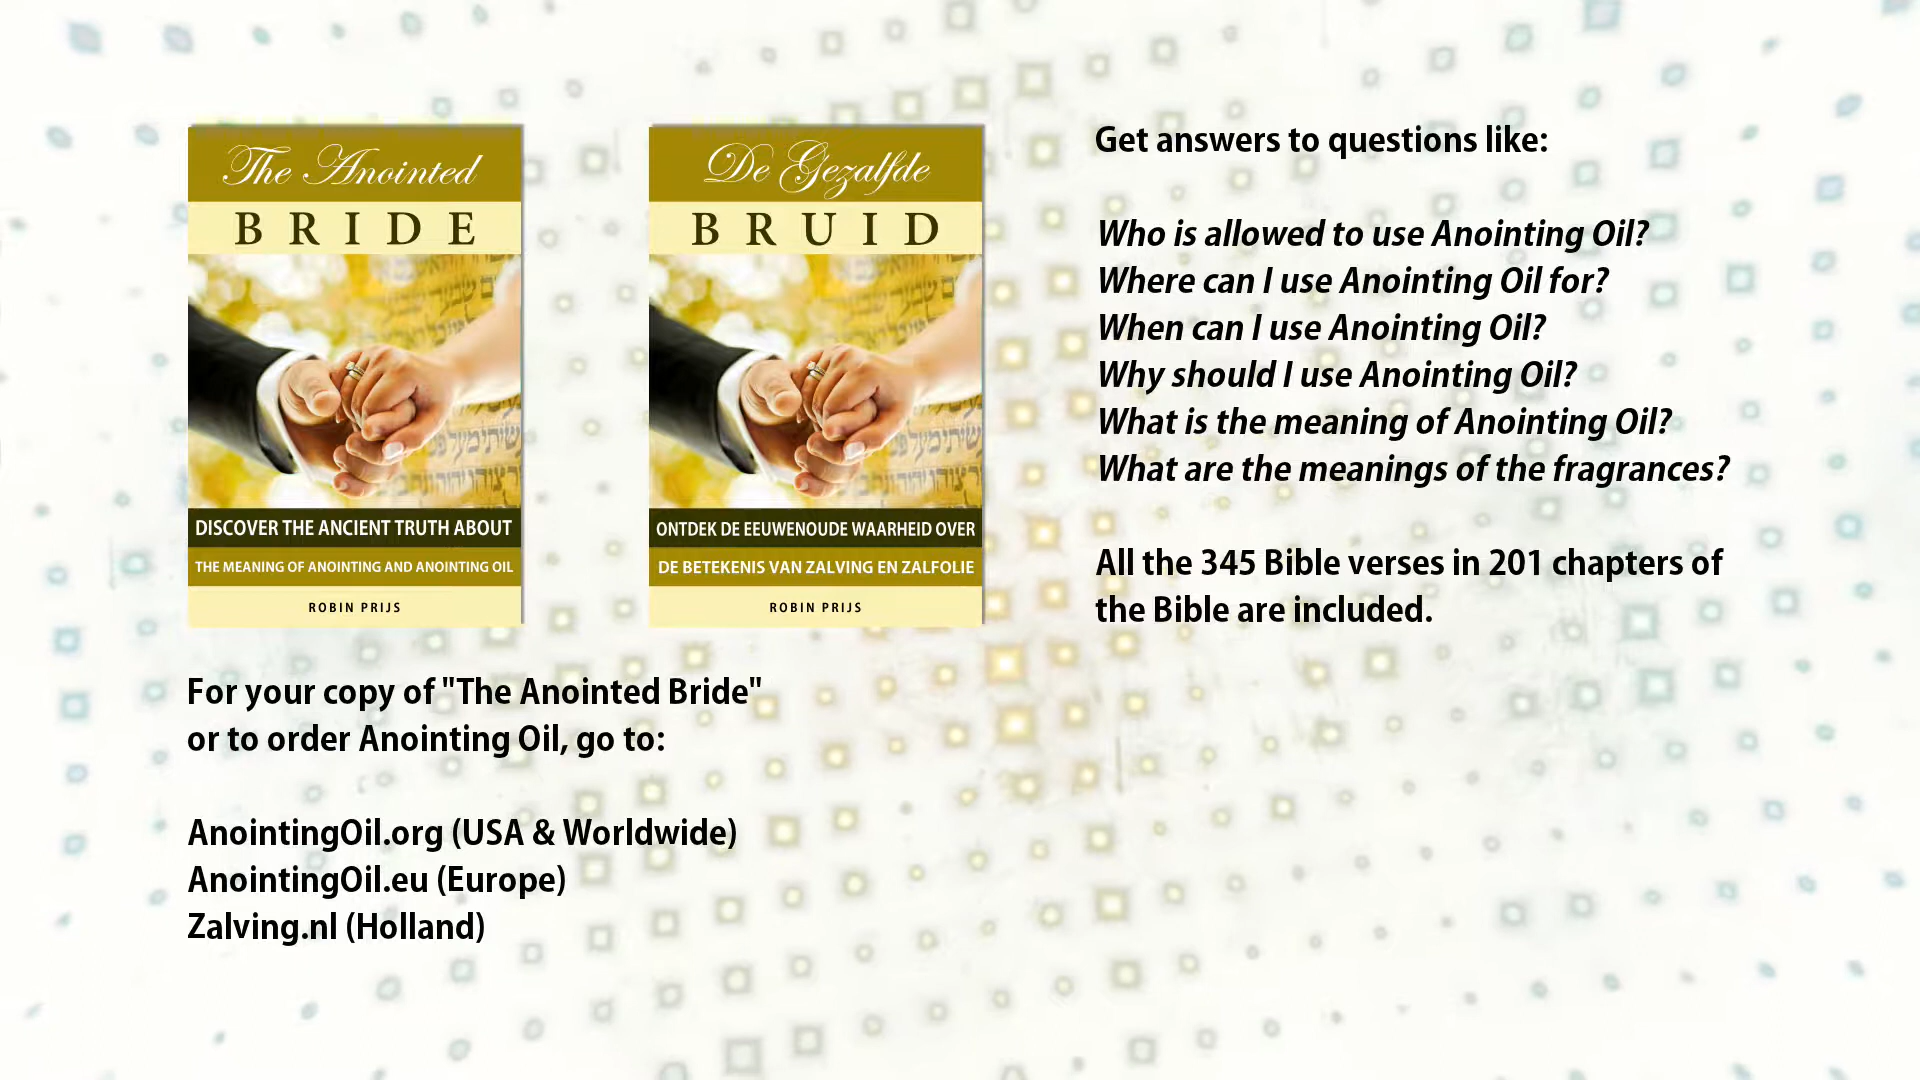 The Anointed
BRIDE
DISCOVER THE ANCIENT TRUTH ABOUT
THE MEANING OF ANOINTING AND ANOINTING OIL
ROBIN PRIJS
De Gezalfde
BRUID
ONTDEK DE EEUWENOUDE WAARHEID OVER
DE BETEKENIS VAN ZALVING EN ZALFOLIE
ROBIN PRIJS
Get answers to questions like:
Who is allowed to use Anointing Oil?
Where can I use Anointing Oil for?
When can I use Anointing Oil?
Why should I use Anointing Oil?
What is the meaning of Anointing Oil?
What are the meanings of the fragrances?
All the 345 Bible verses in 201 chapters of
the Bible are included.
For your copy of "The Anointed Bride"
or to order Anointing Oil, go to:
AnointingOil.org (USA & Worldwide)
AnointingOil.eu (Europe)
Zalving.nl (Holland)